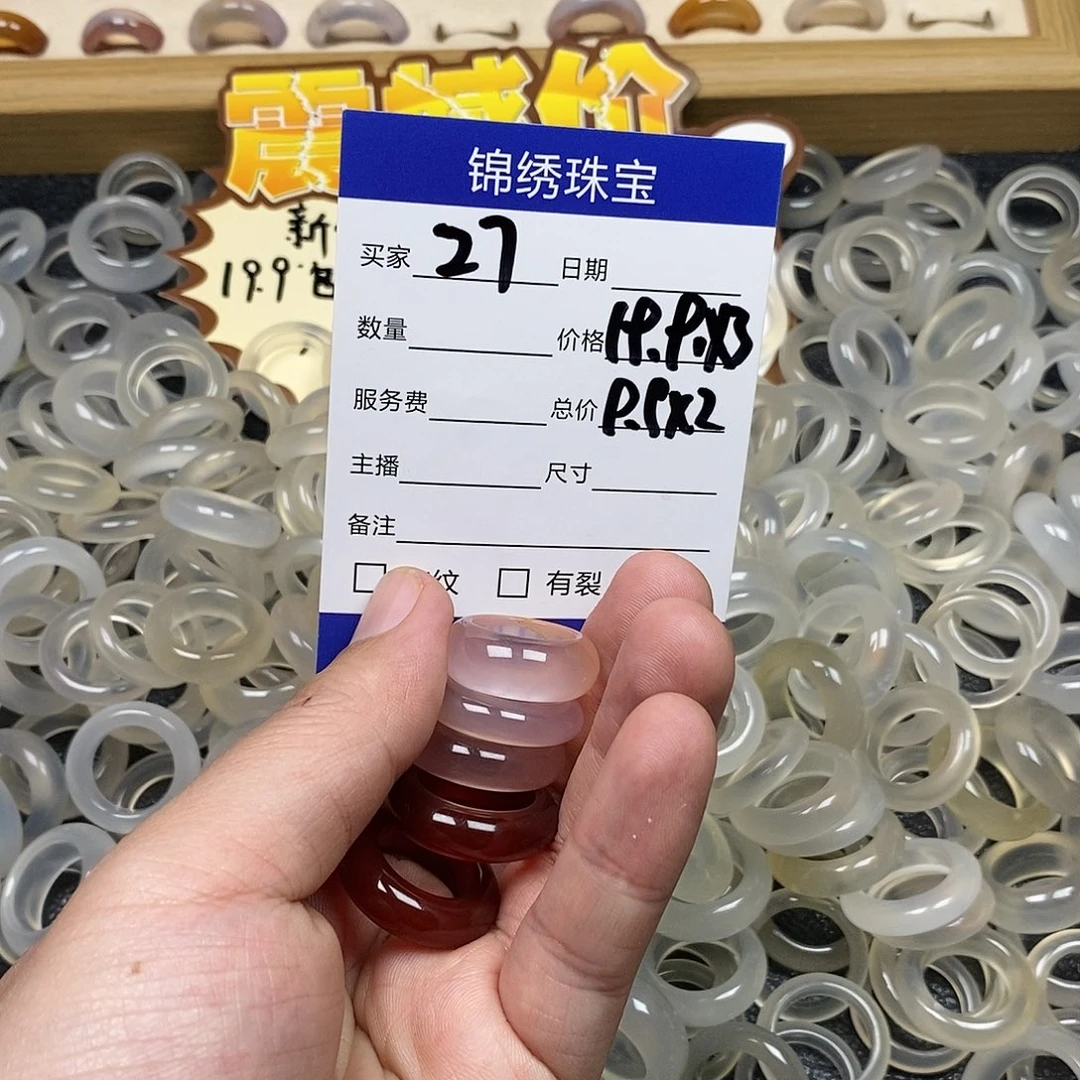 震撼价
新
19.9包
锦绣珠宝
买家 27 日期
数量 价格 19.9x3
服务费 总价 9.9x2
主播 尺寸
备注
纹 有裂